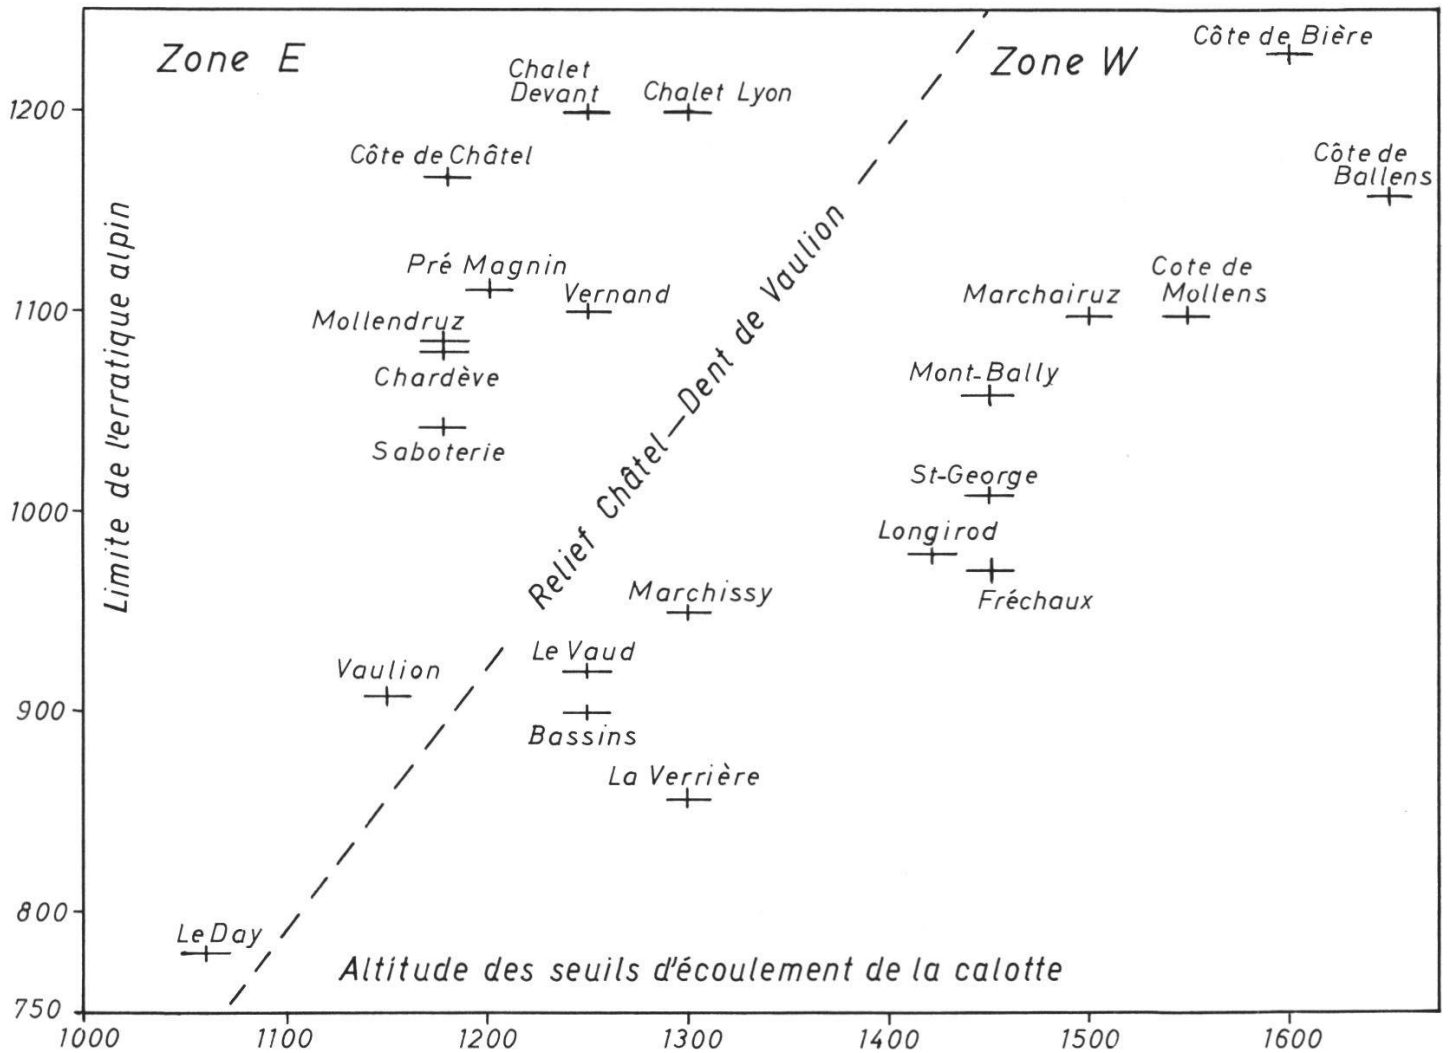 Zone E
Zone W
Côte de Bière
Chalet
Devant
Chalet Lyon
1200
Côte de Châtel
Côte de
Ballens
Limite de l'erratique alpin
Pré Magnin
Vernand
Marchairuz
Cote de
Mollens
1100
Mollendruz
Chardève
Mont-Bally
Saboterie
Relief Châtel—Dent de Vaulion
St-George
1000
Longirod
Fréchaux
Marchissy
Le Vaud
Vaulion
900
Bassins
La Verrière
800
Le Day
Altitude des seuils d'écoulement de la calotte
750
1000 1100 1200 1300 1400 1500 1600